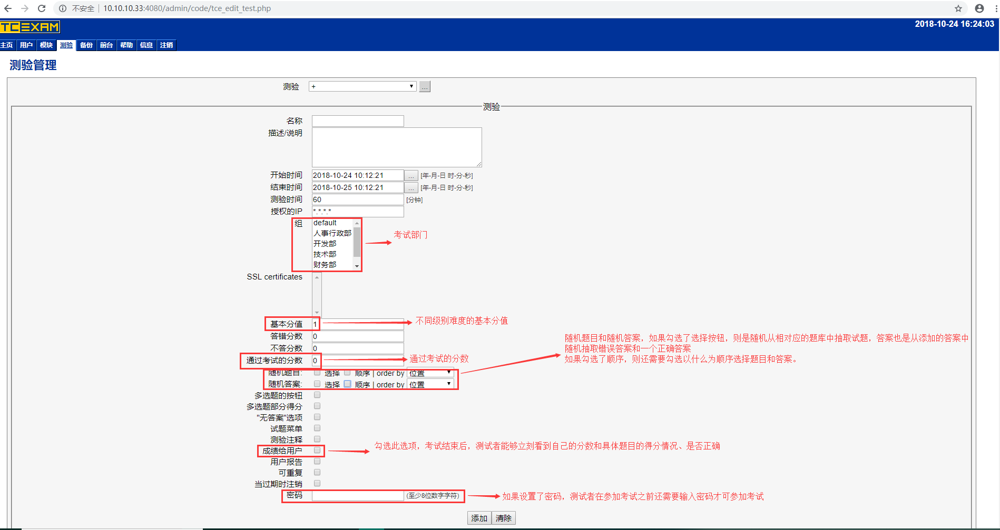 不安全 | 10.10.10.33:4080/admin/code/tce_edit_test.php
TCEXAM
2018-10-24 16:24:03
主页 用户 模块 测验 备份 前台 帮助 信息 注销
测验管理
测验 + ...
测验
名称
描述/说明
开始时间 2018-10-24 10:12:21 ... [年-月-日 时-分-秒]
结束时间 2018-10-25 10:12:21 ... [年-月-日 时-分-秒]
测验时间 60 [分钟]
授权的IP *.*.*.*
组 default
人事行政部
考试部门
开发部
技术部
财务部
SSL certificates
基本分值 1 不同级别难度的基本分值
答错分数 0
不答分数 0
随机题目和随机答案，如果勾选了选择按钮，则是随机从相对应的题库中抽取试题，答案也是从添加的答案中
随机抽取错误答案和一个正确答案
如果勾选了顺序，则还需要勾选以什么为顺序选择题目和答案。
通过考试的分数 0 通过考试的分数
随机题目: 选择 顺序 | order by 位置
随机答案: 选择 顺序 | order by 位置
多选题的按钮
多选题部分得分
"无答案"选项
试题菜单
测验注释
成绩给用户 勾选此选项，考试结束后，测试者能够立刻看到自己的分数和具体题目的得分情况、是否正确
用户报告
可重复
当过期时注销
密码 (至少8位数字字符) 如果设置了密码，测试者在参加考试之前还需要输入密码才可参加考试
添加 清除